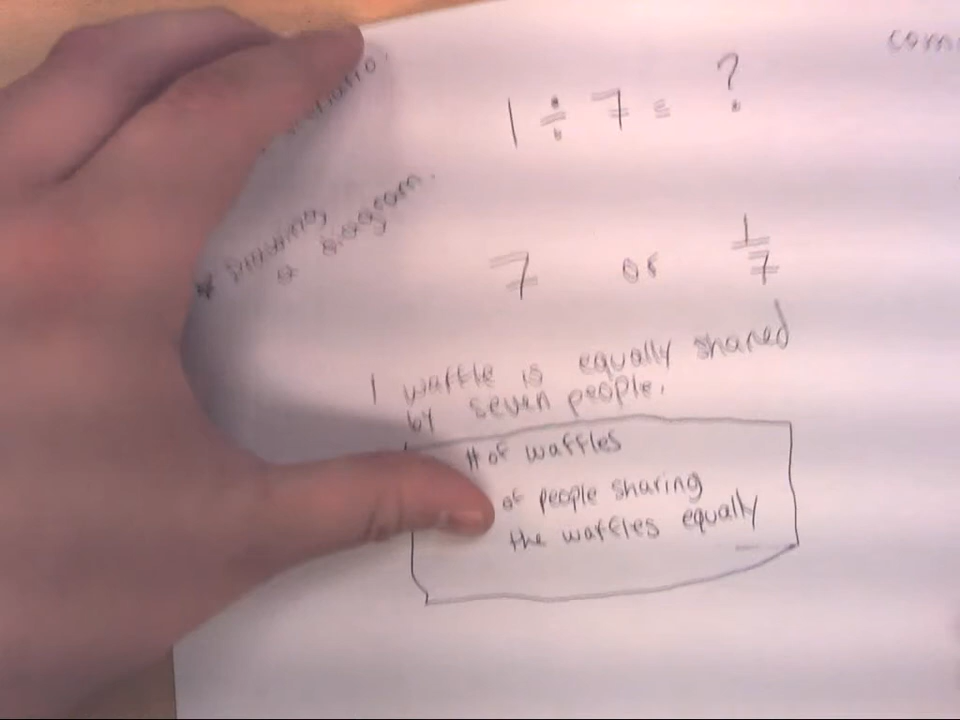 com
1 ÷ 7 = ?
* Drawing
a diagram.
7 or 1/7
1 waffle is equally shared
by seven people.
# of waffles
of people sharing
the waffles equally